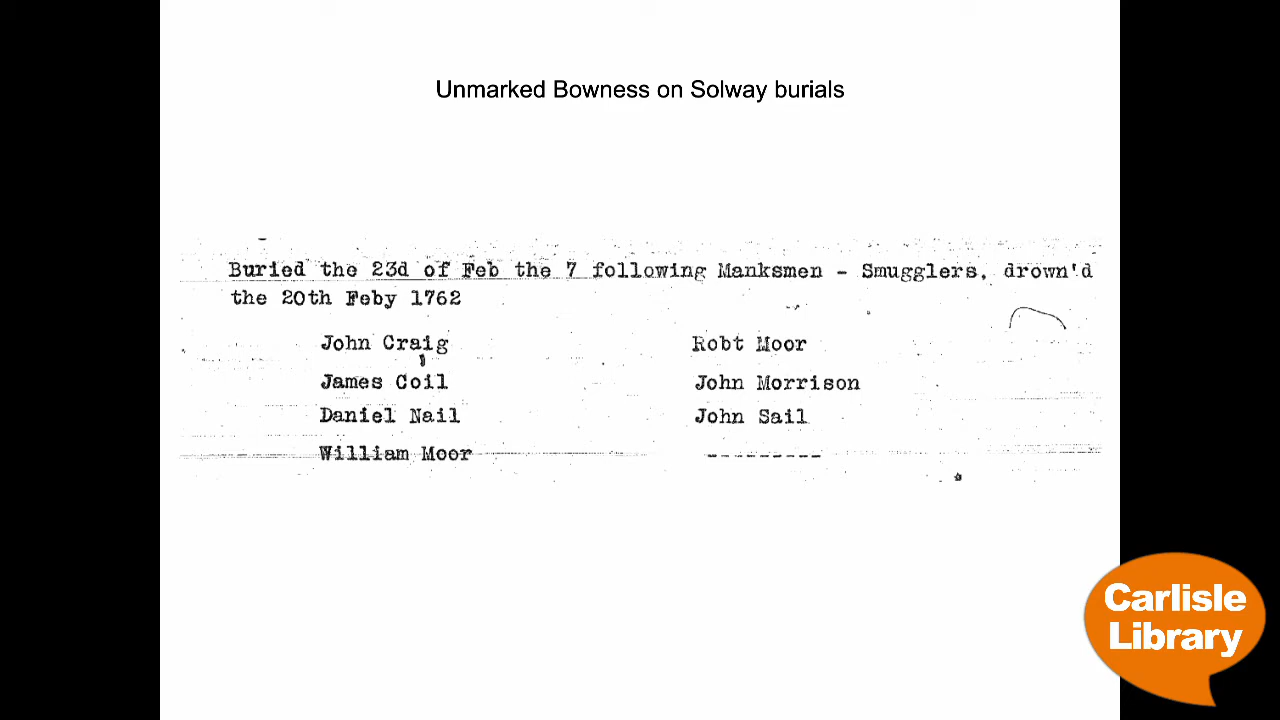 Unmarked Bowness on Solway burials
Buried the 23d of Feb the 7 following Manksmen - Smugglers, drown'd
the 20th Feby 1762
John Craig Robt Moor
James Coil John Morrison
Daniel Nail John Sail
William Moor ---------
Carlisle
Library